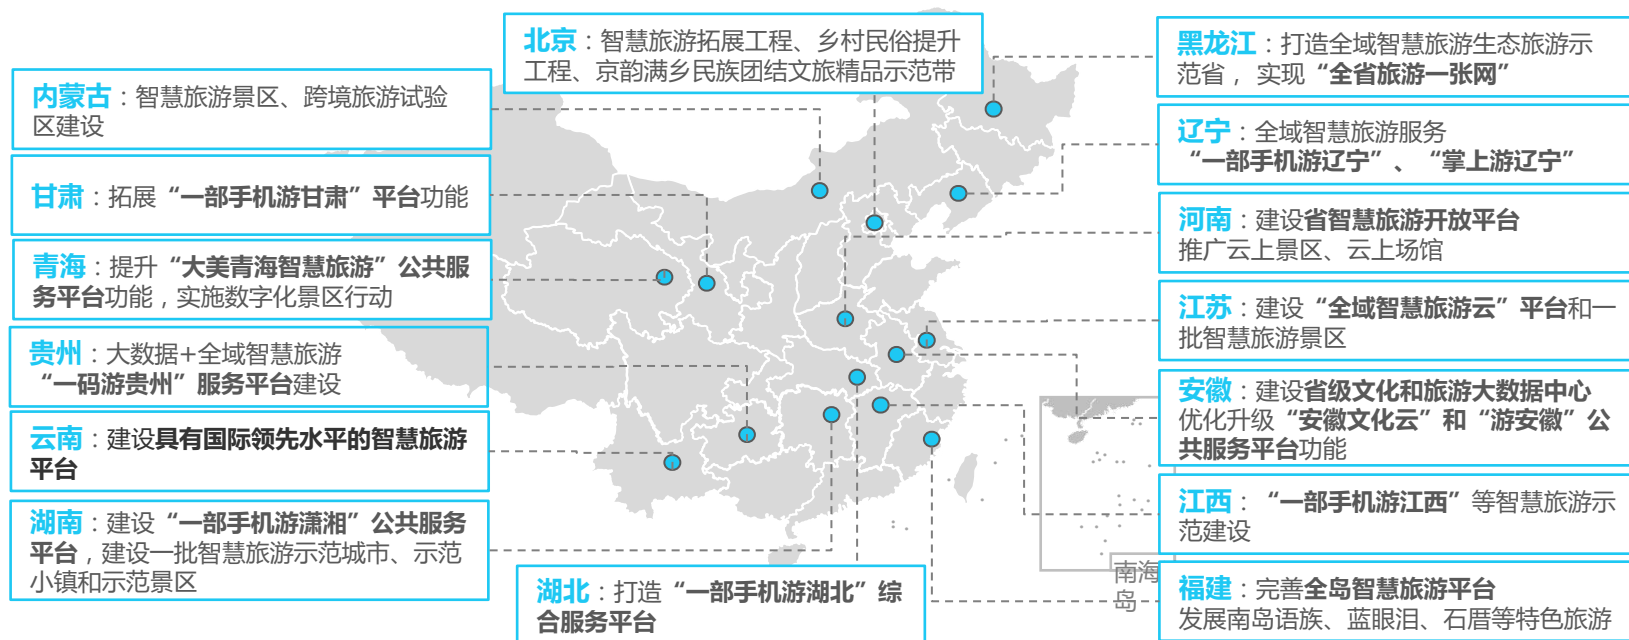 北京：智慧旅游拓展工程、乡村民俗提升
工程、京韵满乡民族团结文旅精品示范带
内蒙古：智慧旅游景区、跨境旅游试验
区建设
甘肃：拓展“一部手机游甘肃”平台功能
青海：提升“大美青海智慧旅游”公共服
务平台功能，实施数字化景区行动
贵州：大数据+全域智慧旅游
“一码游贵州”服务平台建设
云南：建设具有国际领先水平的智慧旅游
平台
湖南：建设“一部手机游潇湘”公共服务
平台，建设一批智慧旅游示范城市、示范
小镇和示范景区
湖北：打造“一部手机游湖北”综
合服务平台
黑龙江：打造全域智慧旅游生态旅游示
范省， 实现“全省旅游一张网”
辽宁：全域智慧旅游服务
“一部手机游辽宁”、“掌上游辽宁”
河南：建设省智慧旅游开放平台
推广云上景区、云上场馆
江苏：建设“全域智慧旅游云”平台和一
批智慧旅游景区
安徽：建设省级文化和旅游大数据中心
优化升级“安徽文化云”和“游安徽”公
共服务平台功能
江西：“一部手机游江西”等智慧旅游示
范建设
南海
岛
福建：完善全岛智慧旅游平台
发展南岛语族、蓝眼泪、石厝等特色旅游